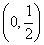 (0, 1/2)